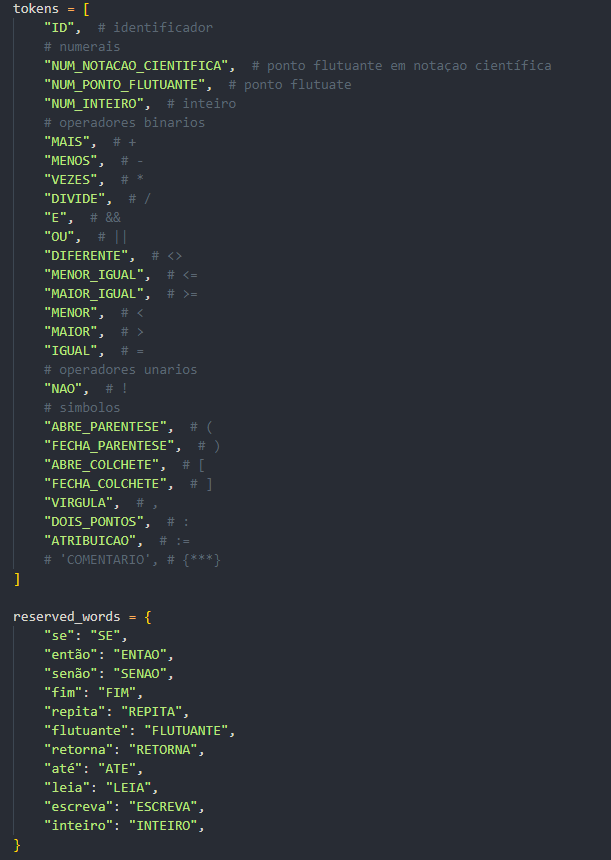 tokens = [
    "ID",  # identificador
    # numerais
    "NUM_NOTACAO_CIENTIFICA",  # ponto flutuante em notaçao científica
    "NUM_PONTO_FLUTUANTE",  # ponto flutuate
    "NUM_INTEIRO",  # inteiro
    # operadores binarios
    "MAIS",  # +
    "MENOS",  # -
    "VEZES",  # *
    "DIVIDE",  # /
    "E",  # &&
    "OU",  # ||
    "DIFERENTE",  # <>
    "MENOR_IGUAL",  # <=
    "MAIOR_IGUAL",  # >=
    "MENOR",  # <
    "MAIOR",  # >
    "IGUAL",  # =
    # operadores unarios
    "NAO",  # !
    # simbolos
    "ABRE_PARENTESE",  # (
    "FECHA_PARENTESE",  # )
    "ABRE_COLCHETE",  # [
    "FECHA_COLCHETE",  # ]
    "VIRGULA",  # ,
    "DOIS_PONTOS",  # :
    "ATRIBUICAO",  # :=
    # 'COMENTARIO', # {***}
]

reserved_words = {
    "se": "SE",
    "então": "ENTAO",
    "senão": "SENAO",
    "fim": "FIM",
    "repita": "REPITA",
    "flutuante": "FLUTUANTE",
    "retorna": "RETORNA",
    "até": "ATE",
    "leia": "LEIA",
    "escreva": "ESCREVA",
    "inteiro": "INTEIRO",
}